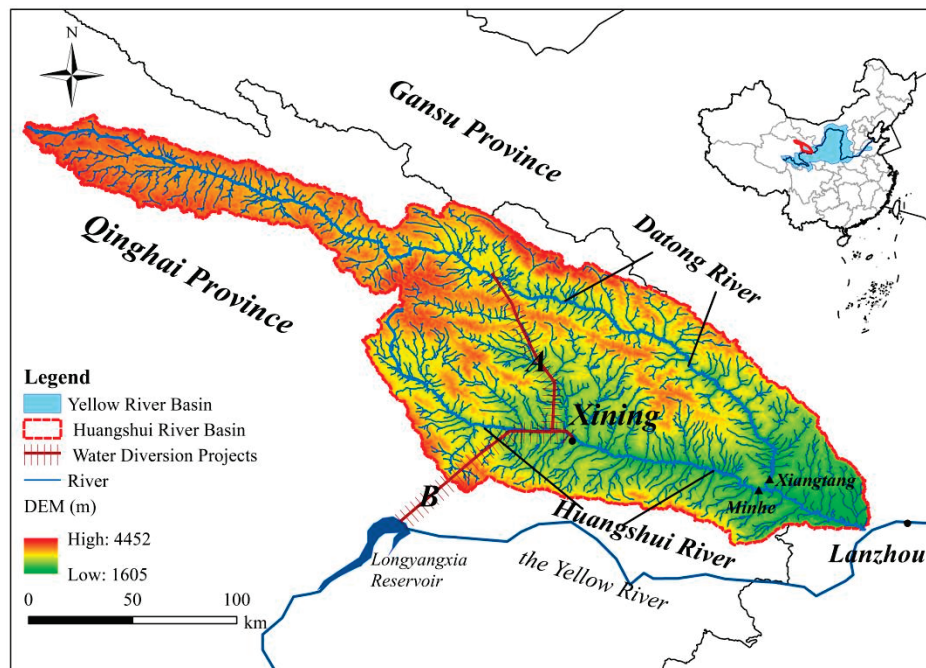 N
Gansu Province
Qinghai Province
Datong River
A
Xining
B
Xiangtang
Minhe
Huangshui River
Lanzhou
Longyangxia
Reservoir
the Yellow River
Legend
Yellow River Basin
Huangshui River Basin
Water Diversion Projects
River
DEM (m)
High: 4452
Low: 1605
0 50 100
km